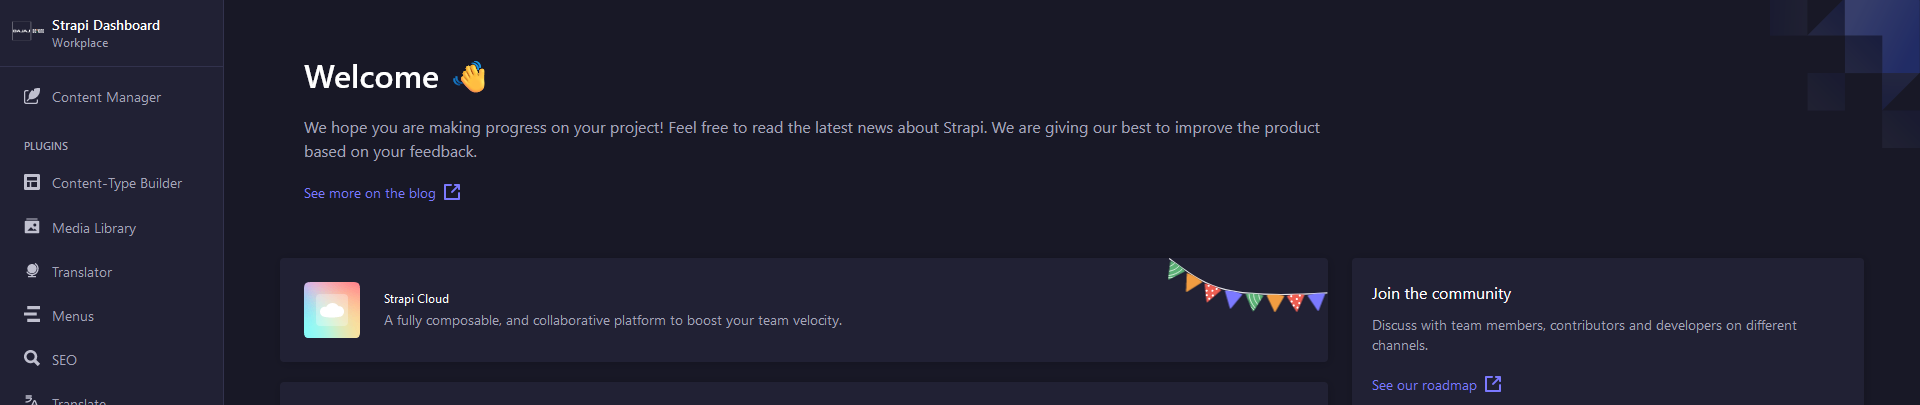 Strapi Dashboard
Workplace
Content Manager
PLUGINS
Content-Type Builder
Media Library
Translator
Menus
SEO
Translate
Welcome 👋
We hope you are making progress on your project! Feel free to read the latest news about Strapi. We are giving our best to improve the product
based on your feedback.
See more on the blog
Strapi Cloud
A fully composable, and collaborative platform to boost your team velocity.
Join the community
Discuss with team members, contributors and developers on different
channels.
See our roadmap